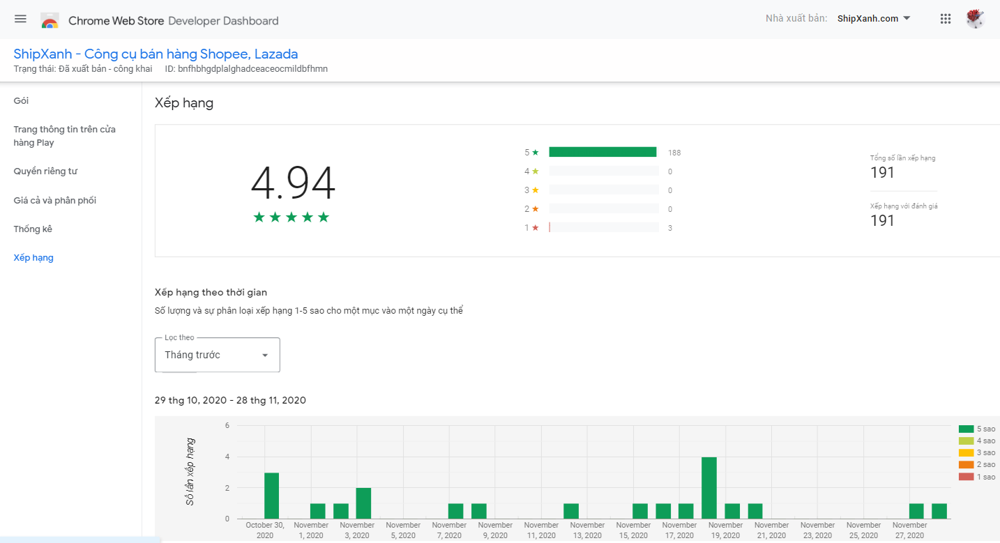 Chrome Web Store Developer Dashboard
Nhà xuất bản: ShipXanh.com
ShipXanh - Công cụ bán hàng Shopee, Lazada
Trạng thái: Đã xuất bản - công khai ID: bnfhbhgdplalghadceaceocmildbfhmn
Gói
Trang thông tin trên cửa
hàng Play
Quyền riêng tư
Giá cả và phân phối
Thống kê
Xếp hạng
Xếp hạng
4.94
5 188
4 0
3 0
2 0
1 3
Tổng số lần xếp hạng
191
Xếp hạng với đánh giá
191
Xếp hạng theo thời gian
Số lượng và sự phân loại xếp hạng 1-5 sao cho một mục vào một ngày cụ thể
Lọc theo
Tháng trước
29 thg 10, 2020 - 28 thg 11, 2020
Số lần xếp hạng
6
4
2
0
October 30,
2020
November
1, 2020
November
3, 2020
November
5, 2020
November
7, 2020
November
9, 2020
November
11, 2020
November
13, 2020
November
15, 2020
November
17, 2020
November
19, 2020
November
21, 2020
November
23, 2020
November
25, 2020
November
27, 2020
5 sao
4 sao
3 sao
2 sao
1 sao